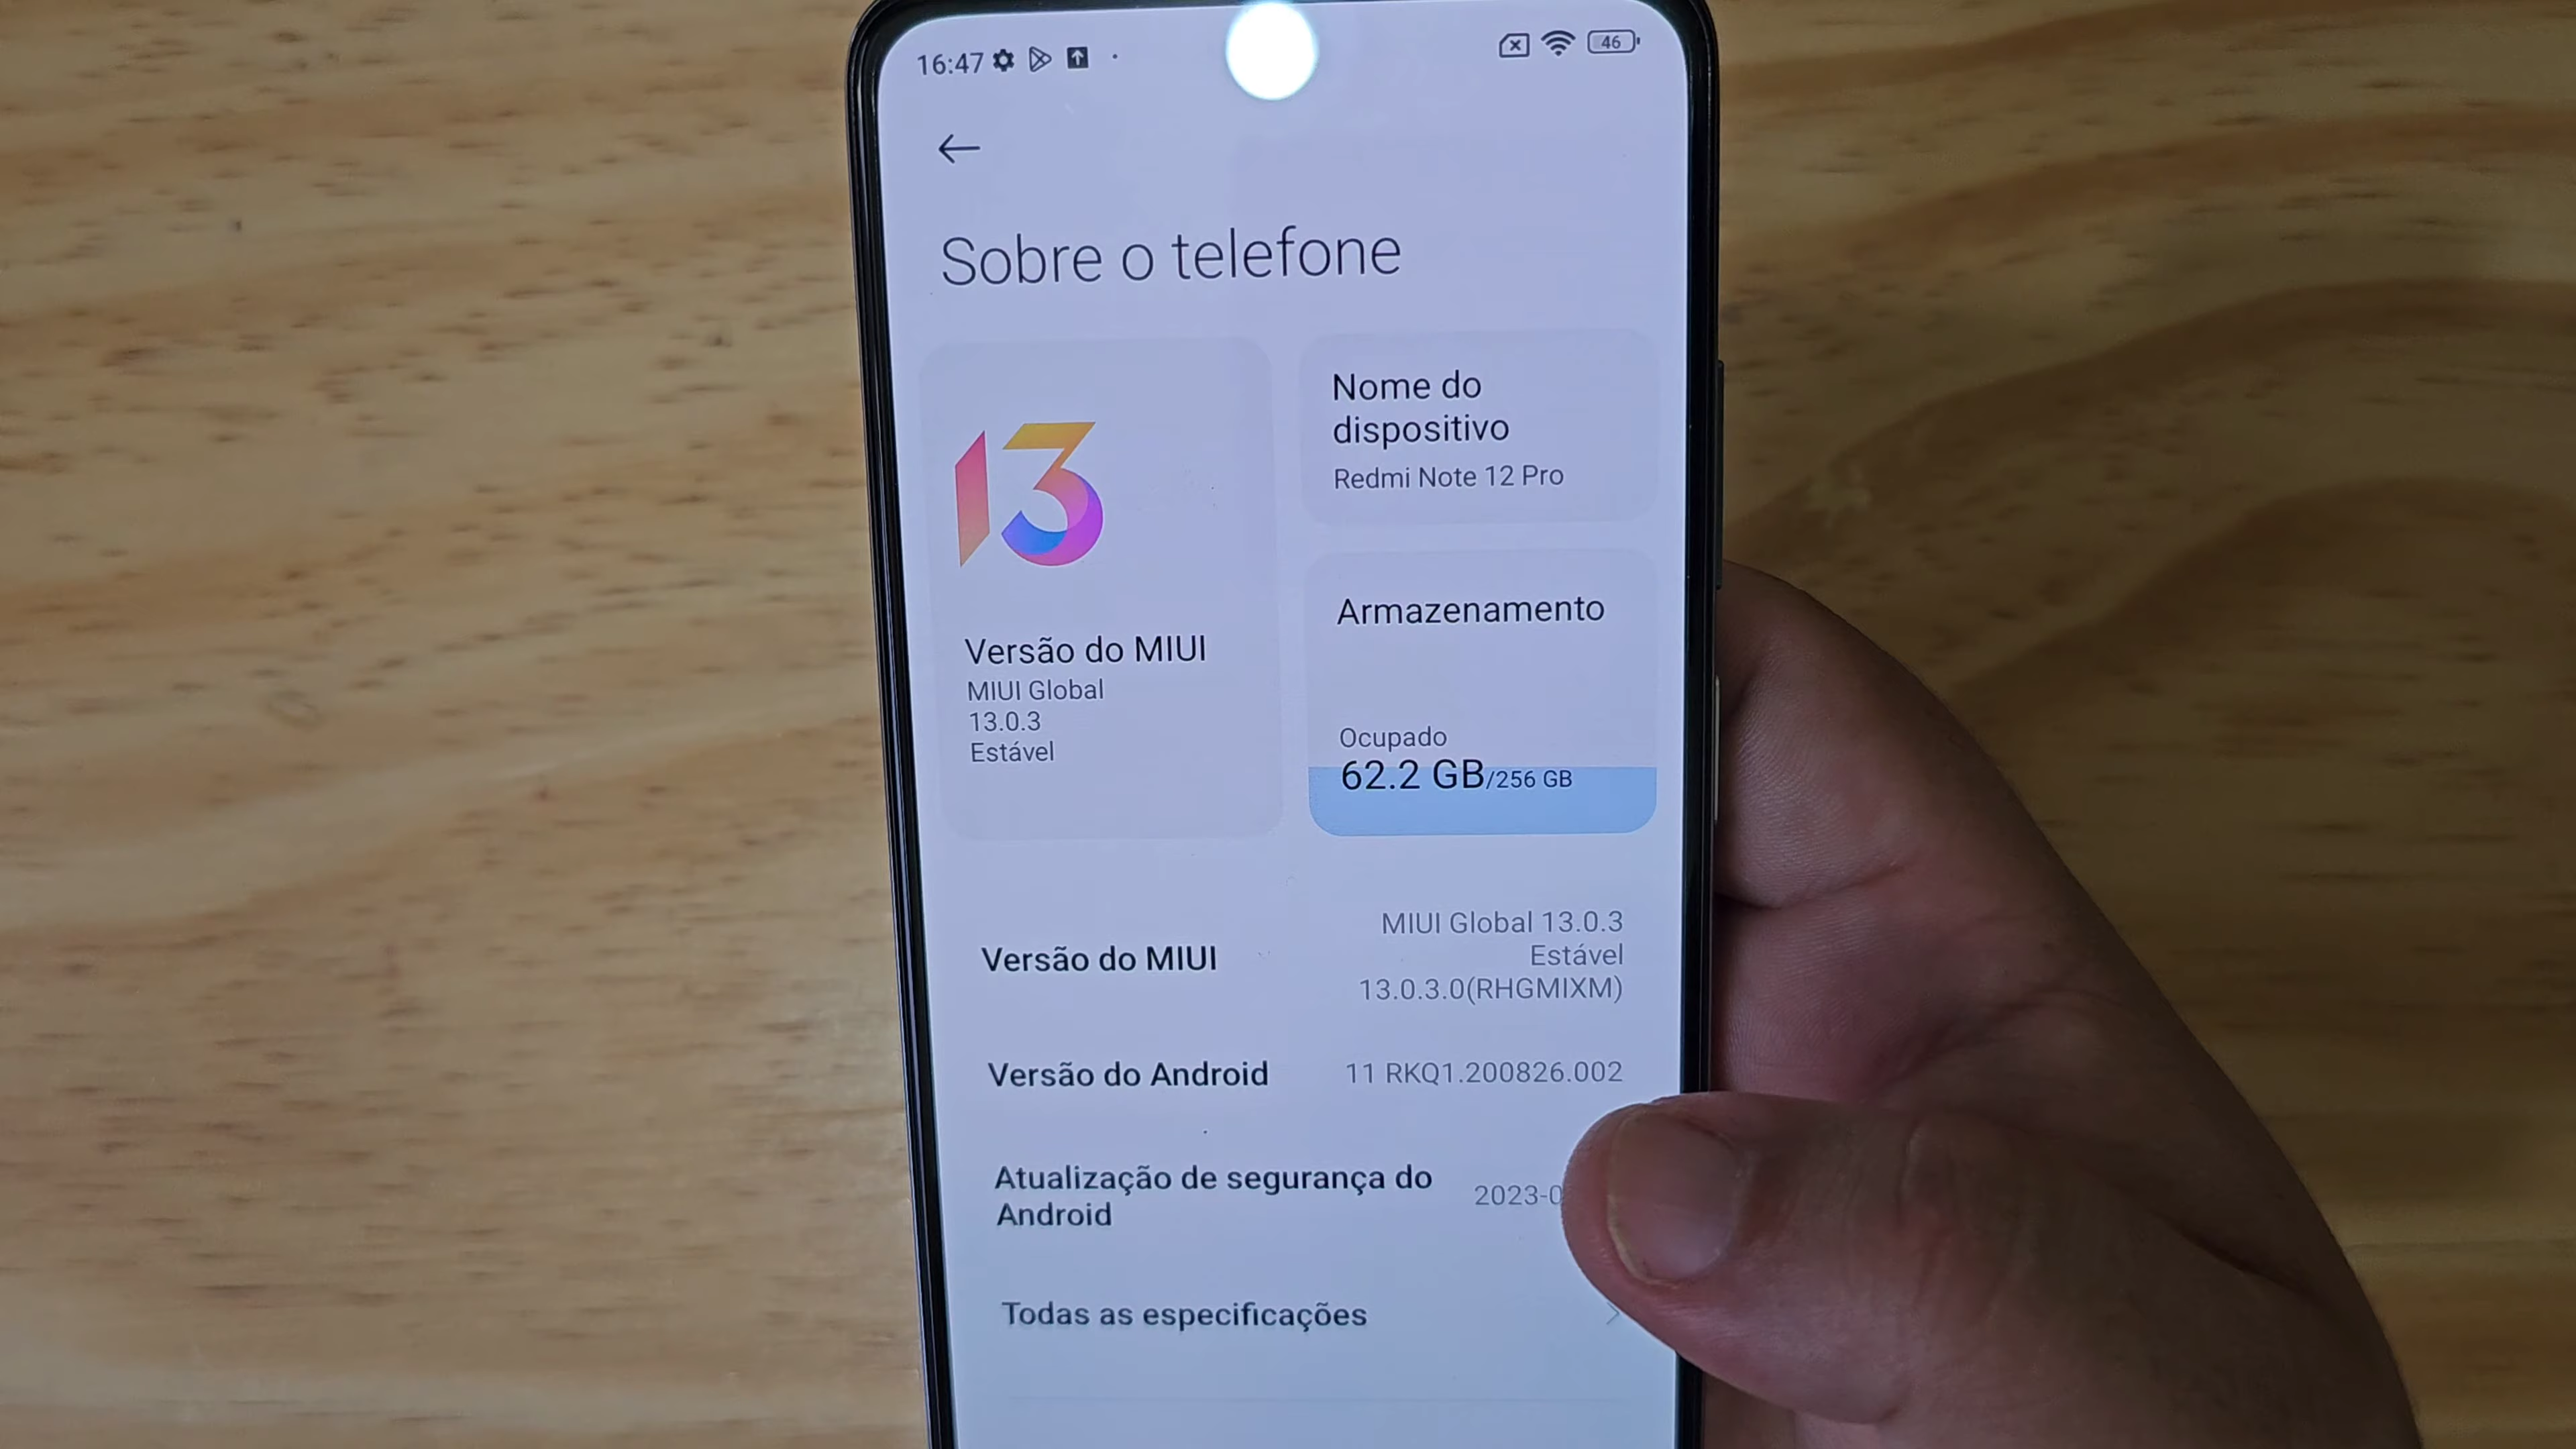 16:47
46
Sobre o telefone
13
Versão do MIUI
MIUI Global
13.0.3
Estável
Nome do
dispositivo
Redmi Note 12 Pro
Armazenamento
Ocupado
62.2 GB/256 GB
Versão do MIUI
MIUI Global 13.0.3
Estável
13.0.3.0(RHGMIXM)
Versão do Android
11 RKQ1.200826.002
Atualização de segurança do
Android
2023-0
Todas as especificações